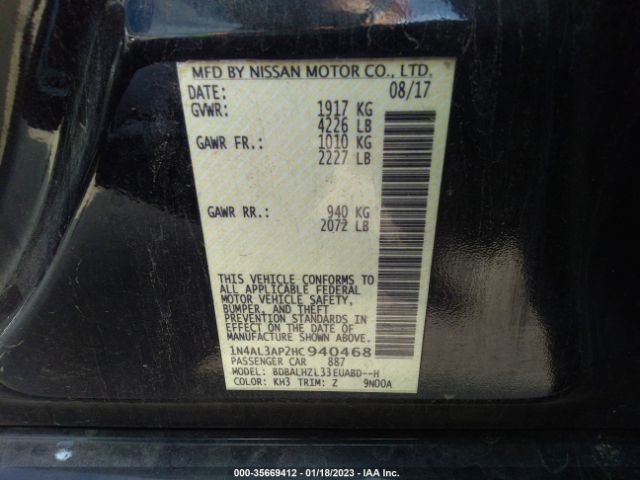 MFD BY NISSAN MOTOR CO., LTD.
DATE: 08/17
GVWR: 1917 KG
4226 LB
GAWR FR.: 1010 KG
2227 LB
GAWR RR.: 940 KG
2072 LB
THIS VEHICLE CONFORMS
TO ALL APPLICABLE FEDERAL
MOTOR VEHICLE SAFETY,
BUMPER, AND THEFT
PREVENTION STANDARDS
IN EFFECT ON THE DATE OF
MANUFACTURE SHOWN ABOVE.
1N4AL3AP2HC940468
PASSENGER CAR 887
MODEL: BDBALHZL33EUABD--H
COLOR: KH3 TRIM: Z 9N00A
000-35669412 - 01/18/2023 - IAA Inc.